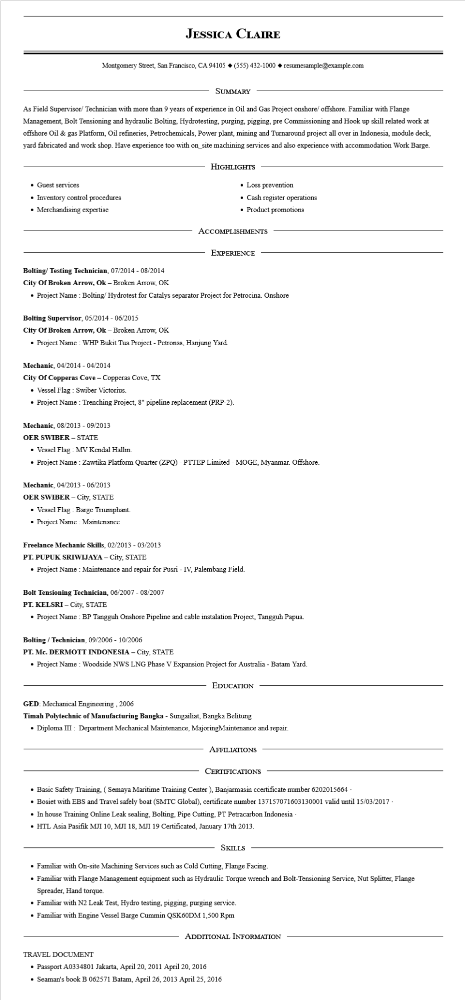 Jessica Claire
Montgomery Street, San Francisco, CA 94105 ◆ (555) 432-1000 ◆ resumesample@example.com
Summary
As Field Supervisor/ Technician with more than 9 years of experience in Oil and Gas Project onshore/ offshore. Familiar with Flange
Management, Bolt Tensioning and hydraulic Bolting, Hydrotesting, purging, pigging, pre Commissioning and Hook up skill related work at
offshore Oil & gas Platform, Oil refineries, Petrochemicals, Power plant, mining and Turnaround project all over in Indonesia, module deck,
yard fabricated and work shop. Have experience too with on_site machining services and also experience with accommodation Work Barge.
Highlights
• Guest services
• Inventory control procedures
• Merchandising expertise
• Loss prevention
• Cash register operations
• Product promotions
Accomplishments
Experience
Bolting/ Testing Technician, 07/2014 - 08/2014
City Of Broken Arrow, Ok – Broken Arrow, OK
• Project Name : Bolting/ Hydrotest for Catalys separator Project for Petrocina. Onshore
Bolting Supervisor, 05/2014 - 06/2015
City Of Broken Arrow, Ok – Broken Arrow, OK
• Project Name : WHP Bukit Tua Project - Petronas, Hanjung Yard.
Mechanic, 04/2014 - 04/2014
City Of Copperas Cove – Copperas Cove, TX
• Vessel Flag : Swiber Victorius.
• Project Name : Trenching Project, 8" pipeline replacement (PRP-2).
Mechanic, 08/2013 - 09/2013
OER SWIBER – STATE
• Vessel Flag : MV Kendal Hallin.
• Project Name : Zawtika Platform Quarter (ZPQ) - PTTEP Limited - MOGE, Myanmar. Offshore.
Mechanic, 04/2013 - 06/2013
OER SWIBER – City, STATE
• Vessel Flag : Barge Triumphant.
• Project Name : Maintenance
Freelance Mechanic Skills, 02/2013 - 03/2013
PT. PUPUK SRIWIJAYA – City, STATE
• Project Name : Maintenance and repair for Pusri - IV, Palembang Field.
Bolt Tensioning Technician, 06/2007 - 08/2007
PT. KELSRI – City, STATE
• Project Name : BP Tangguh Onshore Pipeline and cable instalation Project, Tangguh Papua.
Bolting / Technician, 09/2006 - 10/2006
PT. Mc. DERMOTT INDONESIA – City, STATE
• Project Name : Woodside NWS LNG Phase V Expansion Project for Australia - Batam Yard.
Education
GED: Mechanical Engineering , 2006
Timah Polytechnic of Manufacturing Bangka - Sungailiat, Bangka Belitung
• Diploma III :  Department Mechanical Maintenance, MajoringMaintenance and repair.
Affiliations
Certifications
• Basic Safety Training, ( Semaya Maritime Training Center ), Banjarmasin ccertificate number 6202015664 ·
• Bosiet with EBS and Travel safely boat (SMTC Global), certificate number 137157071603130001 valid until 15/03/2017 ·
• In house Training Online Leak sealing, Bolting, Pipe Cutting, PT Petracarbon Indonesia ·
• HTL Asia Pasifik MJI 10, MJI 18, MJI 19 Certificated, January 17th 2013.
Skills
• Familiar with On-site Machining Services such as Cold Cutting, Flange Facing.
• Familiar with Flange Management equipment such as Hydraulic Torque wrench and Bolt-Tensioning Service, Nut Splitter, Flange
Spreader, Hand torque.
• Familiar with N2 Leak Test, Hydro testing, pigging, purging service.
• Familiar with Engine Vessel Barge Cummin QSK60DM 1,500 Rpm
Additional Information
TRAVEL DOCUMENT
• Passport A0334801 Jakarta, April 20, 2011 April 20, 2016
• Seaman's book B 062571 Batam, April 26, 2013 April 25, 2016